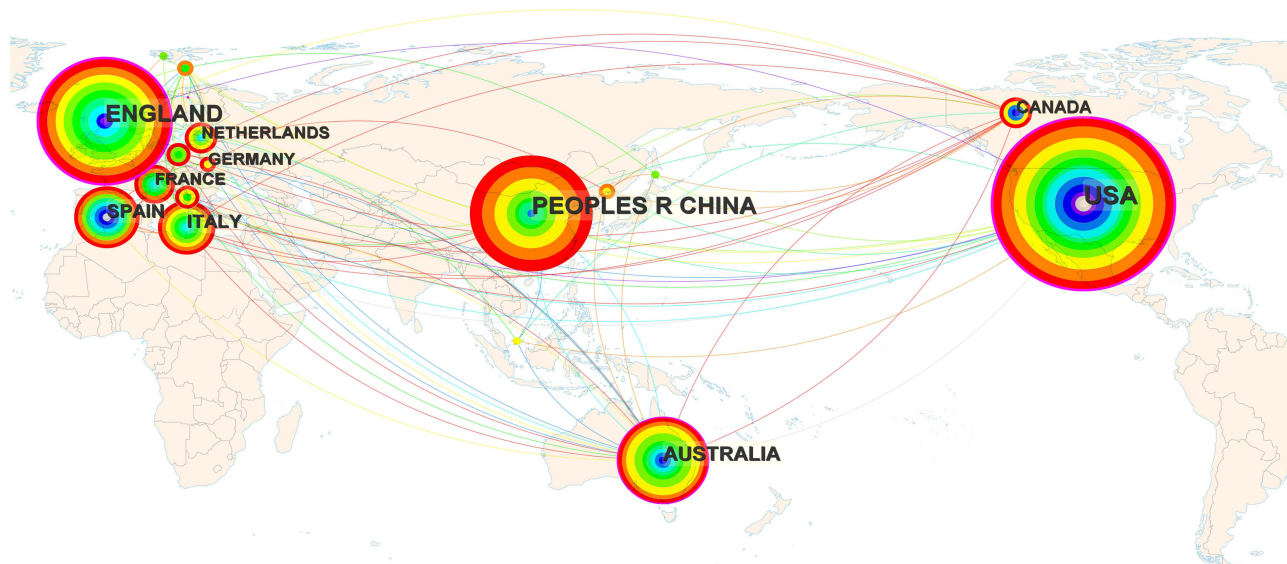 CANADA
ENGLAND
NETHERLANDS
GERMANY
FRANCE
USA
PEOPLES R CHINA
SPAIN
ITALY
AUSTRALIA